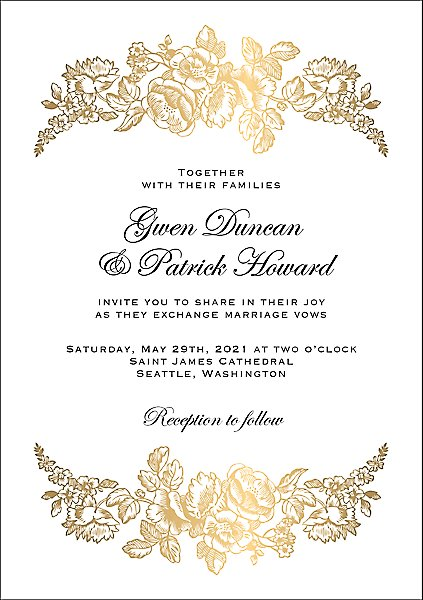 Together
with their families
Gwen Duncan
& Patrick Howard
invite you to share in their joy
as they exchange marriage vows
Saturday, May 29th, 2021 at two o'clock
Saint James Cathedral
Seattle, Washington
Reception to follow